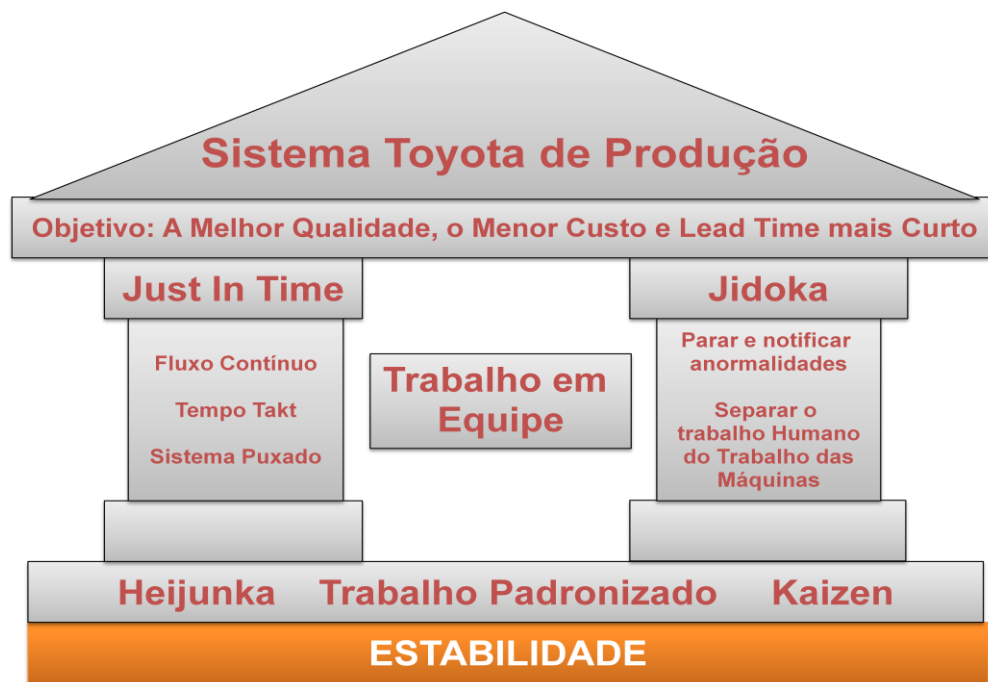 Sistema Toyota de Produção
Objetivo: A Melhor Qualidade, o Menor Custo e Lead Time mais Curto
Just In Time
Jidoka
Fluxo Contínuo
Tempo Takt
Sistema Puxado
Trabalho em
Equipe
Parar e notificar
anormalidades
Separar o
trabalho Humano
do Trabalho das
Máquinas
Heijunka Trabalho Padronizado Kaizen
ESTABILIDADE